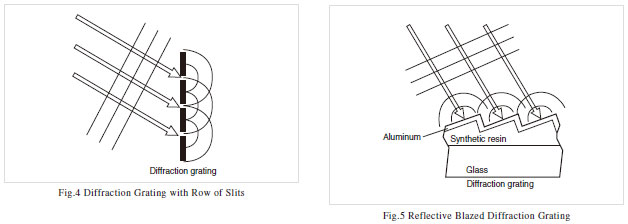 Diffraction grating
Fig.4 Diffraction Grating with Row of Slits
Aluminum
Synthetic resin
Glass
Diffraction grating
Fig.5 Reflective Blazed Diffraction Grating